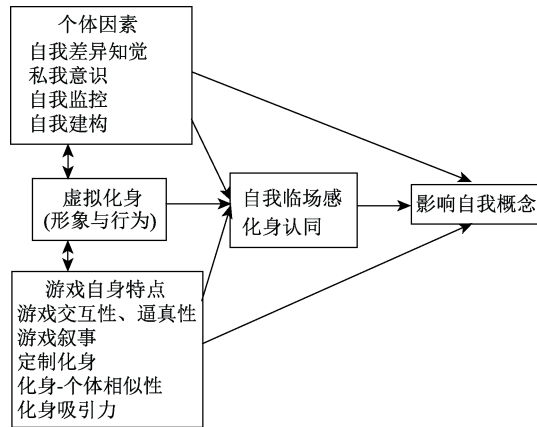 个体因素
自我差异知觉
私我意识
自我监控
自我建构
虚拟化身
(形象与行为)
自我临场感
化身认同
影响自我概念
游戏自身特点
游戏交互性、逼真性
游戏叙事
定制化身
化身-个体相似性
化身吸引力